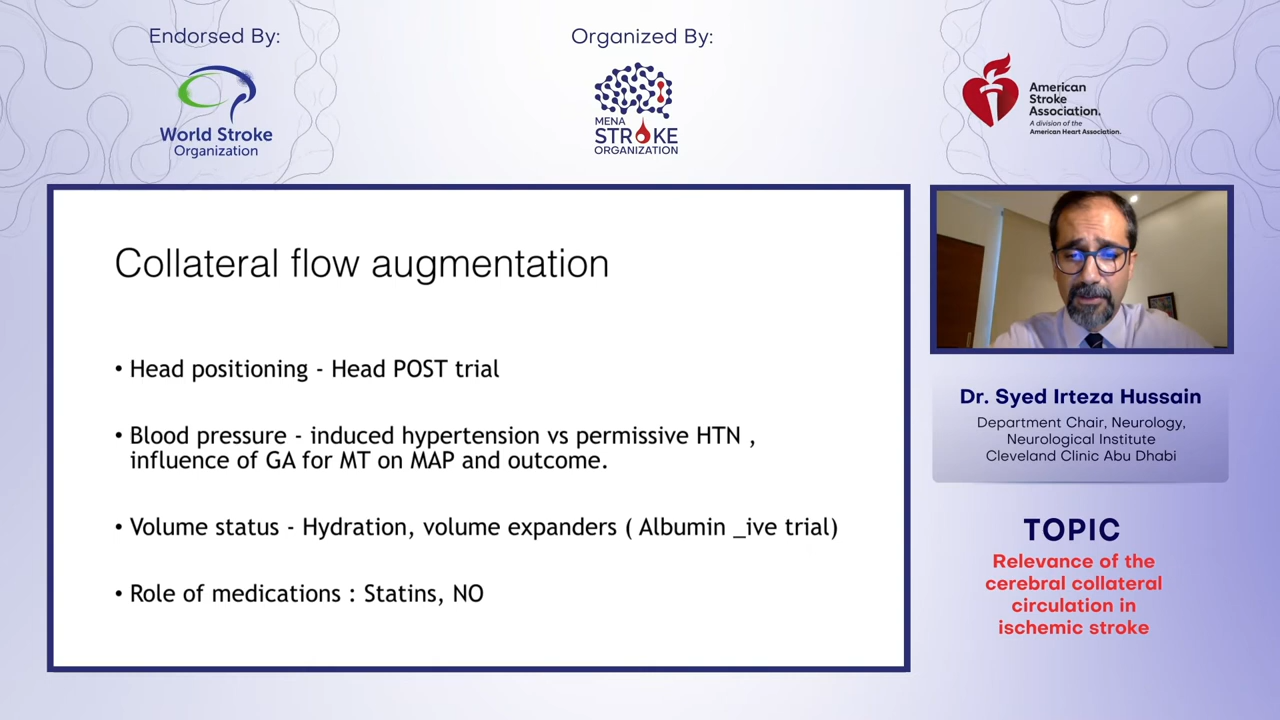 Endorsed By:
World Stroke
Organization
Organized By:
MENA
STROKE
ORGANIZATION
American
Stroke
Association.
A division of the
American Heart Association.
Collateral flow augmentation
• Head positioning - Head POST trial
• Blood pressure - induced hypertension vs permissive HTN ,
influence of GA for MT on MAP and outcome.
• Volume status - Hydration, volume expanders ( Albumin _ive trial)
• Role of medications : Statins, NO
Dr. Syed Irteza Hussain
Department Chair, Neurology,
Neurological Institute
Cleveland Clinic Abu Dhabi
TOPIC
Relevance of the
cerebral collateral
circulation in
ischemic stroke